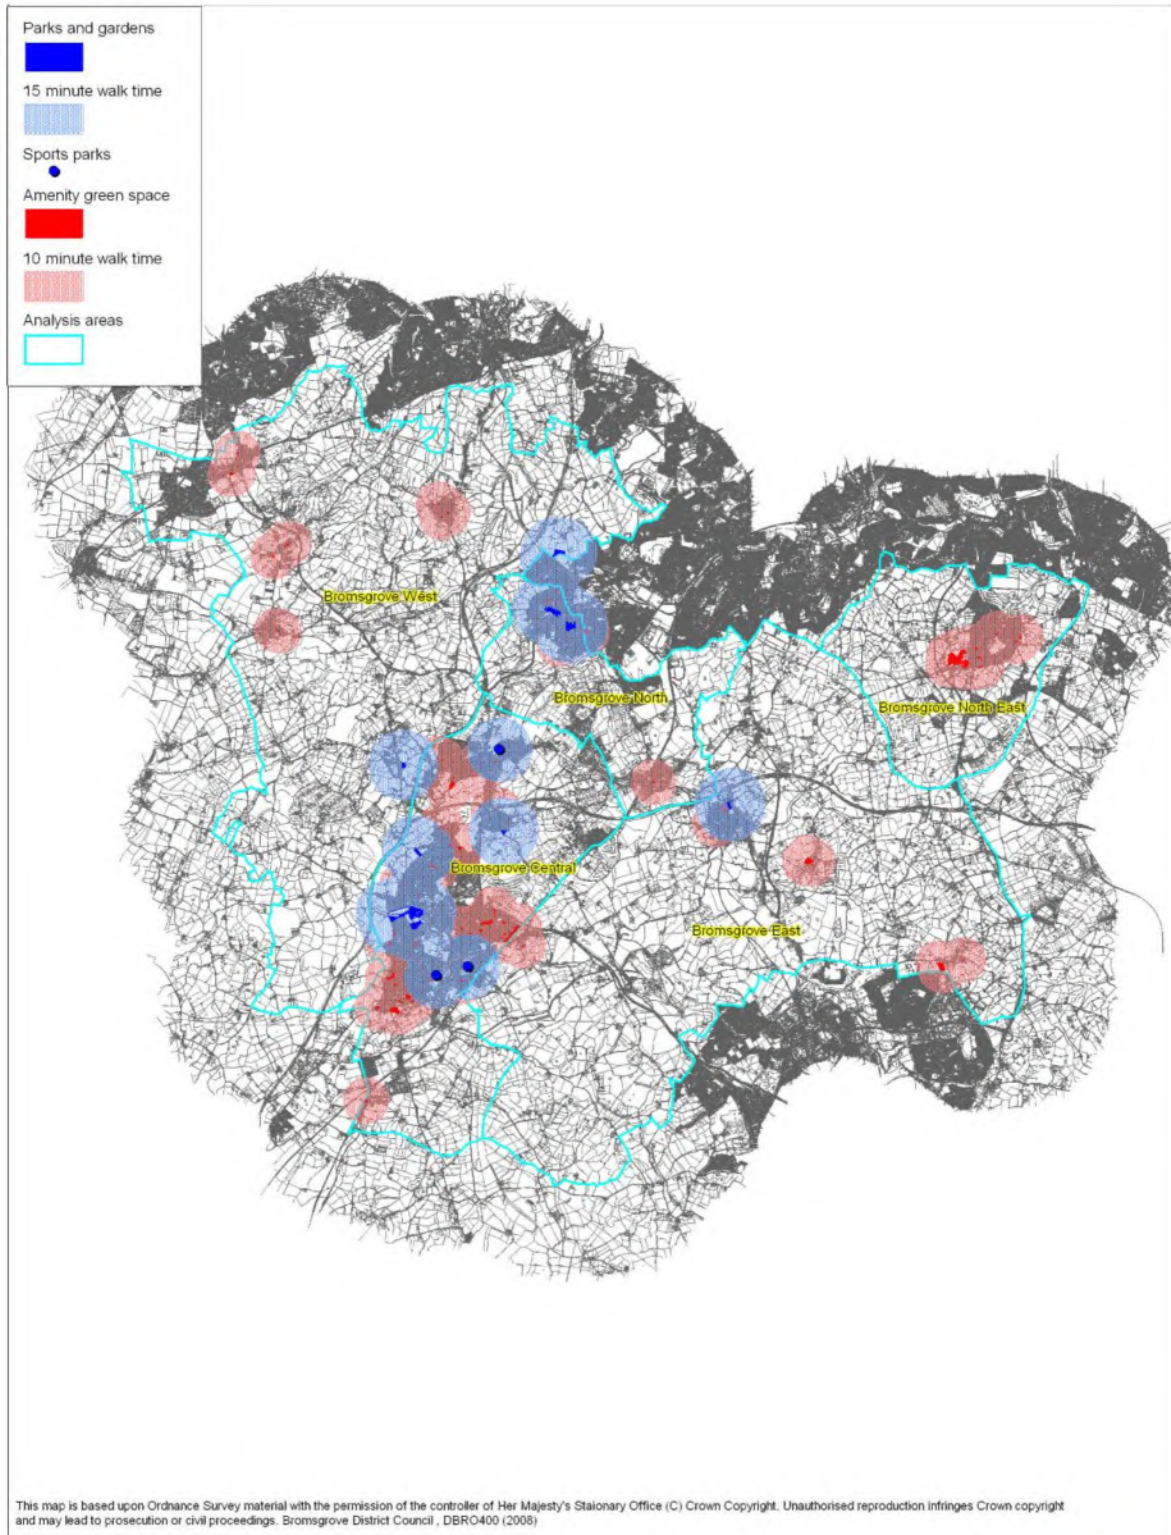 Parks and gardens
15 minute walk time
Sports parks
Amenity green space
10 minute walk time
Analysis areas
Bromsgrove West
Bromsgrove North
Bromsgrove North East
Bromsgrove Central
Bromsgrove East
This map is based upon Ordnance Survey material with the permission of the controller of Her Majesty's Staionary Office (C) Crown Copyright. Unauthorised reproduction infringes Crown copyright
and may lead to prosecution or civil proceedings. Bromsgrove District Council , DBRO400 (2008)